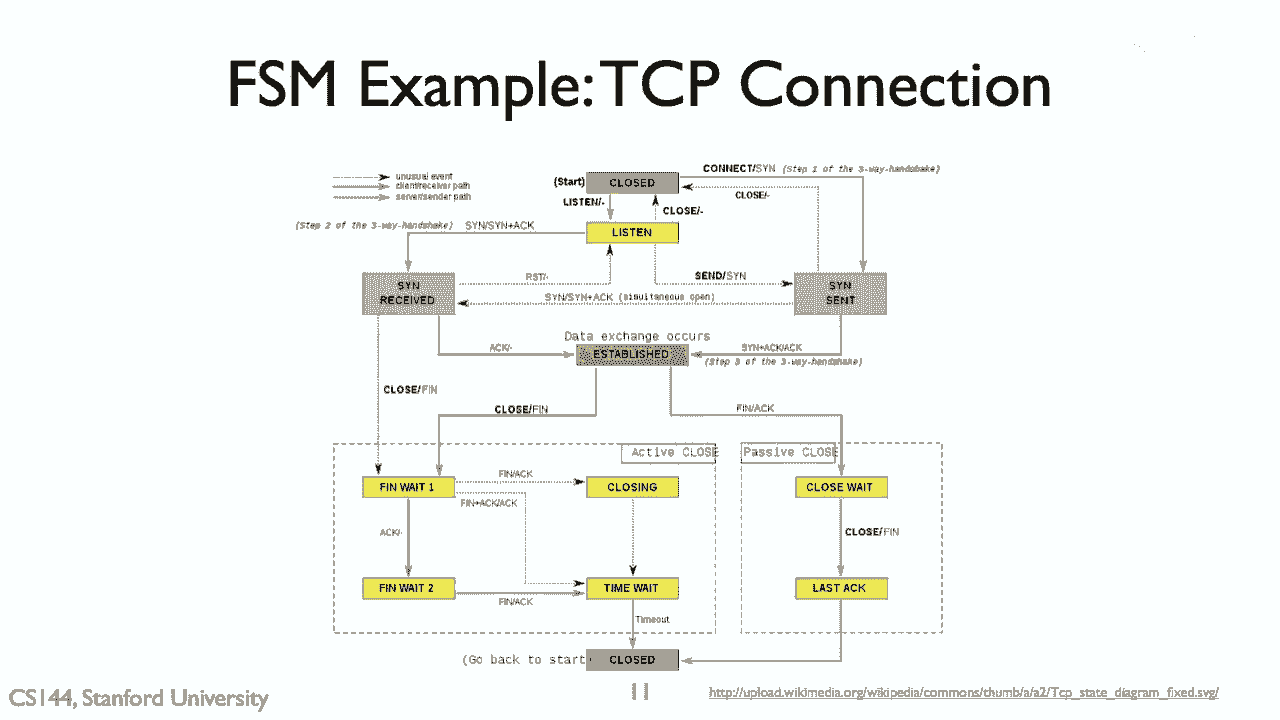 FSM Example: TCP Connection
unusual event
client/receiver path
server/sender path
(Start)
CLOSED
CONNECT/SYN (Step 1 of the 3-way-handshake)
CLOSE/-
LISTEN/-
CLOSE/-
(Step 2 of the 3-way-handshake) SYN/SYN+ACK
LISTEN
RST/-
SEND/SYN
SYN
RECEIVED
SYN
SENT
SYN/SYN+ACK (simultaneous open)
Data exchange occurs
ACK/-
ESTABLISHED
SYN+ACK/ACK
(Step 3 of the 3-way-handshake)
CLOSE/FIN
CLOSE/FIN
FIN/ACK
Active CLOSE
Passive CLOSE
FIN WAIT 1
FIN/ACK
CLOSING
CLOSE WAIT
FIN+ACK/ACK
ACK/-
CLOSE/FIN
FIN WAIT 2
FIN/ACK
TIME WAIT
LAST ACK
Timeout
(Go back to start
CLOSED
CS144, Stanford University
11
http://upload.wikimedia.org/wikipedia/commons/thumb/a/a2/Tcp_state_diagram_fixed.svg/